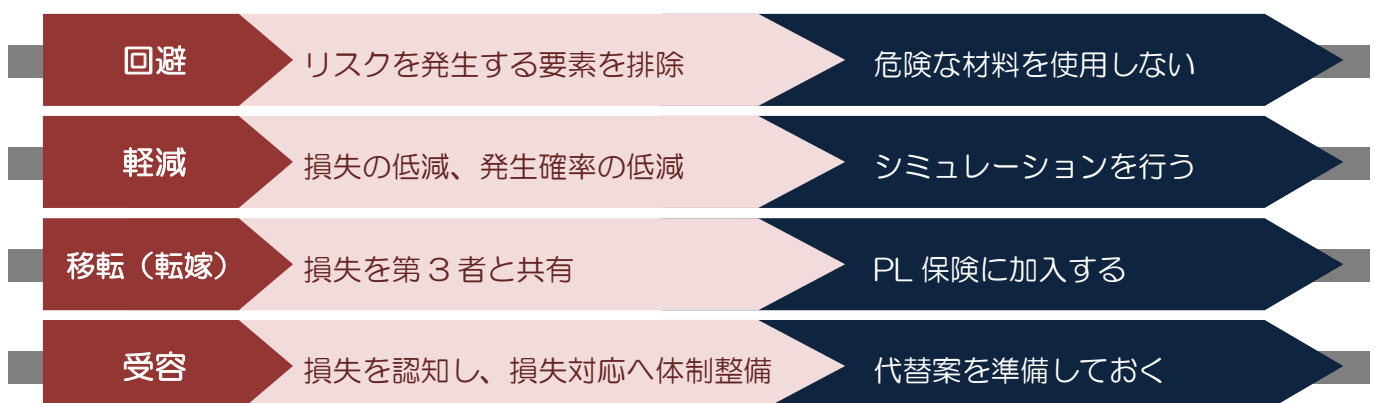 回避 リスクを発生する要素を排除 危険な材料を使用しない
軽減 損失の低減、発生確率の低減 シミュレーションを行う
移転（転嫁） 損失を第３者と共有 PL 保険に加入する
受容 損失を認知し、損失対応へ体制整備 代替案を準備しておく